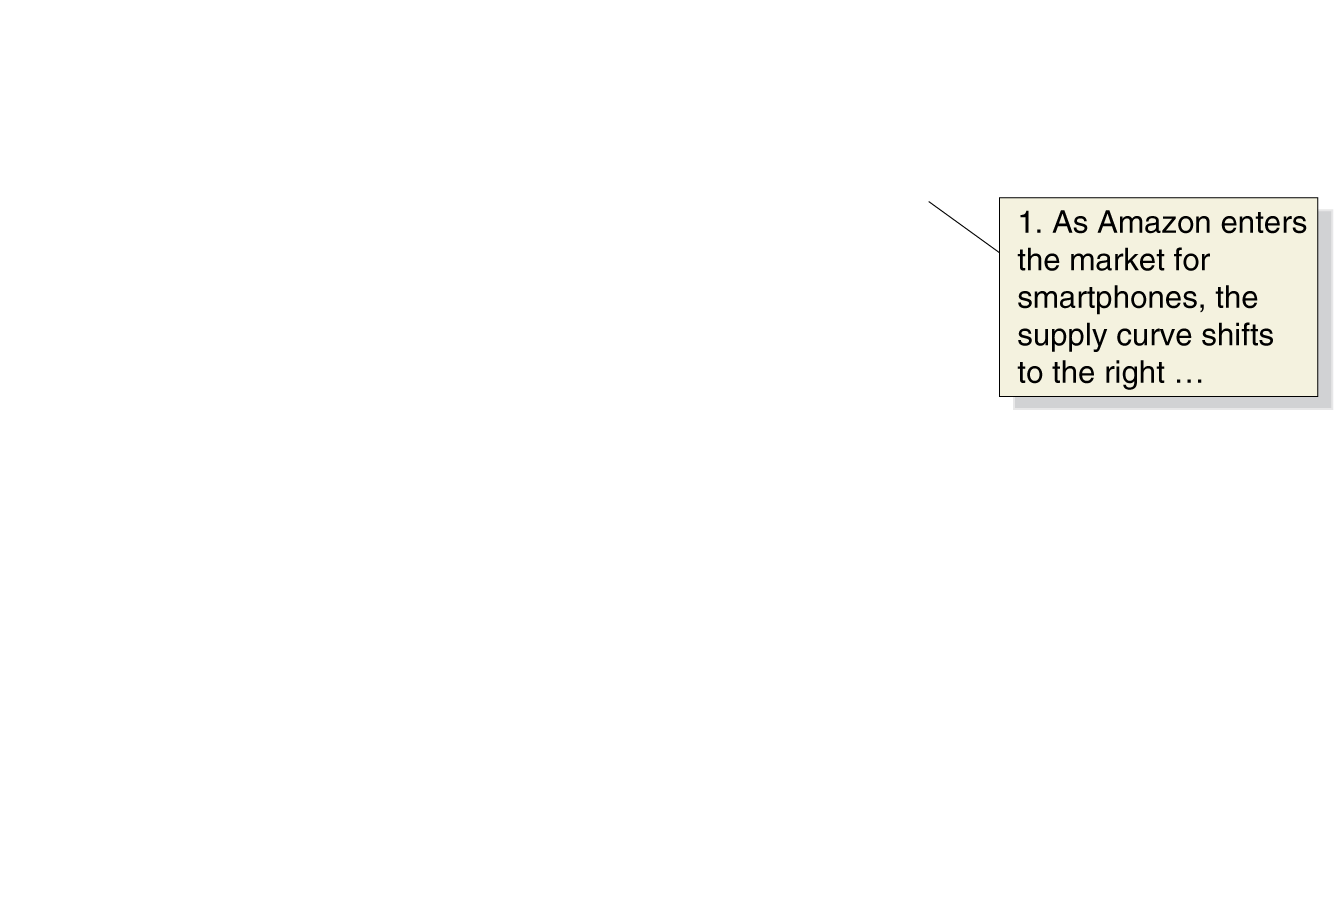 1. As Amazon enters
the market for
smartphones, the
supply curve shifts
to the right …